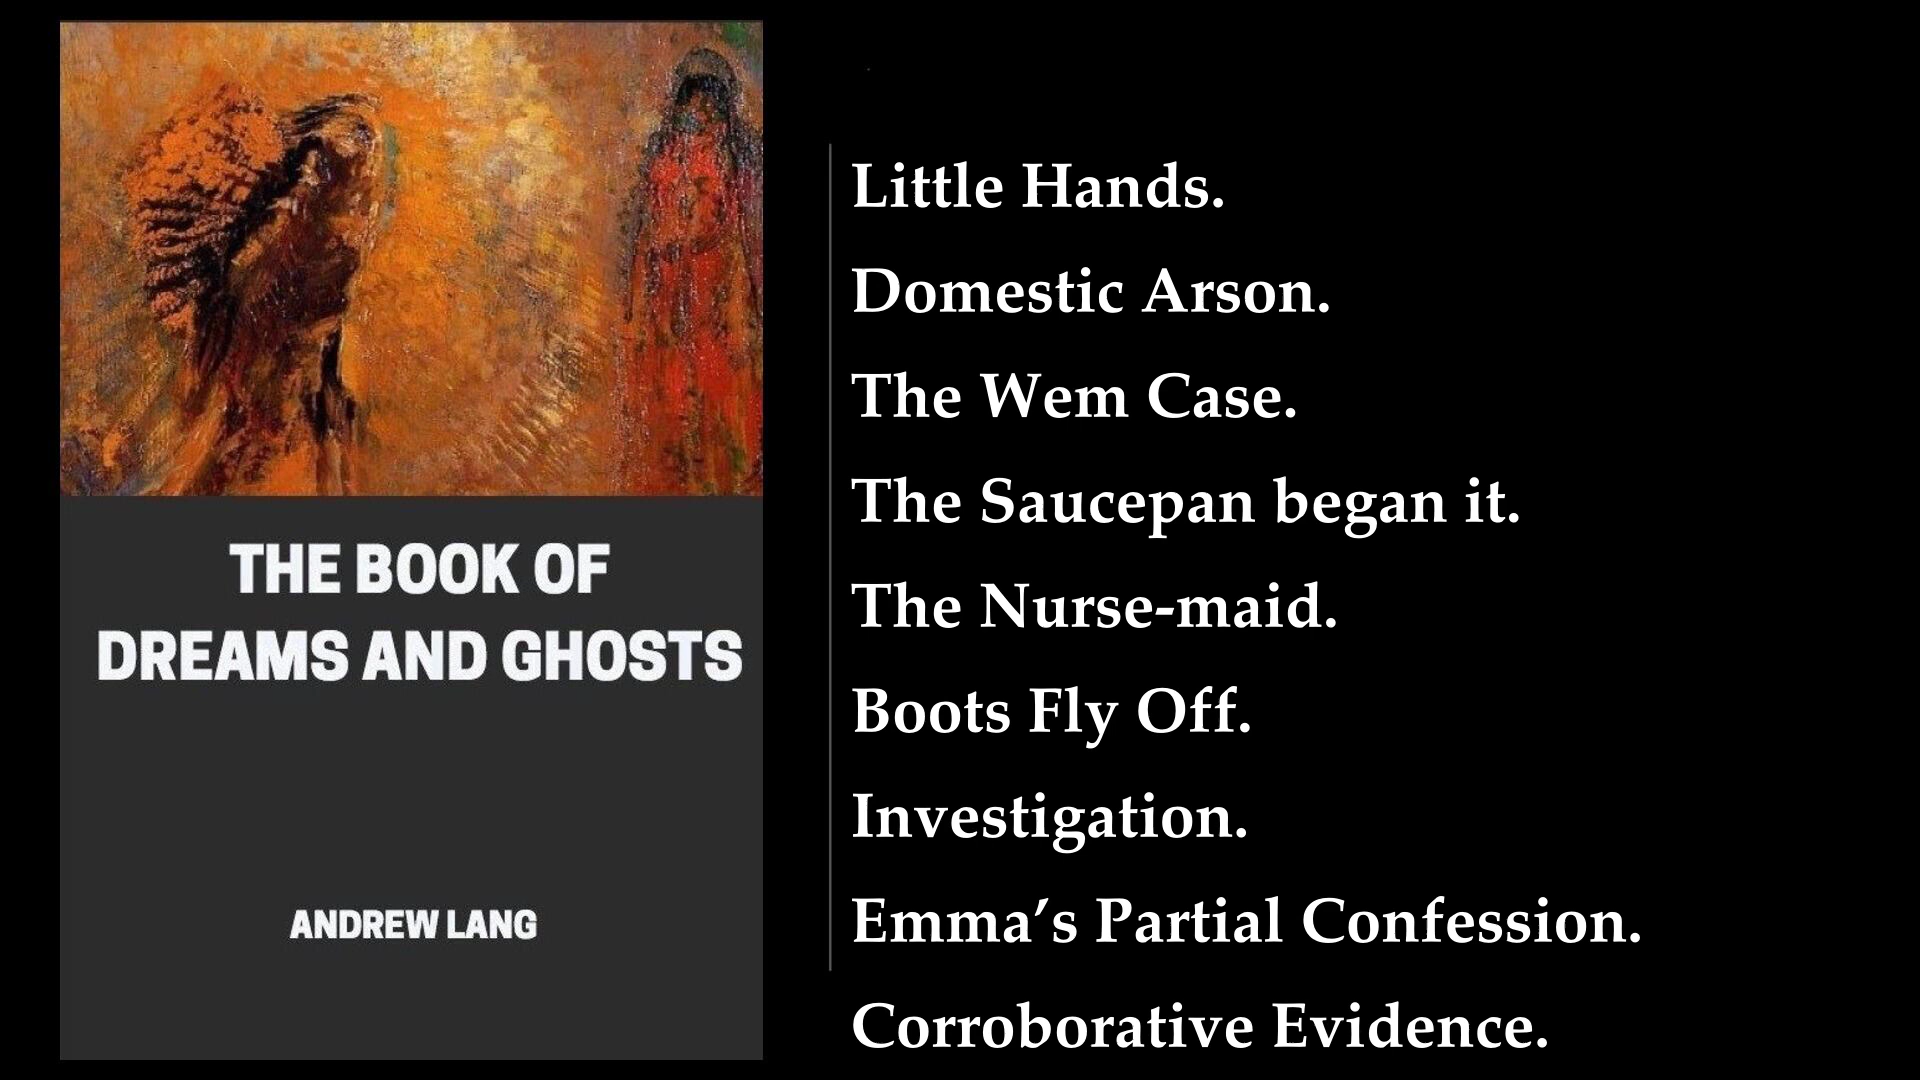 THE BOOK OF
DREAMS AND GHOSTS
ANDREW LANG
Little Hands.
Domestic Arson.
The Wem Case.
The Saucepan began it.
The Nurse-maid.
Boots Fly Off.
Investigation.
Emma’s Partial Confession.
Corroborative Evidence.